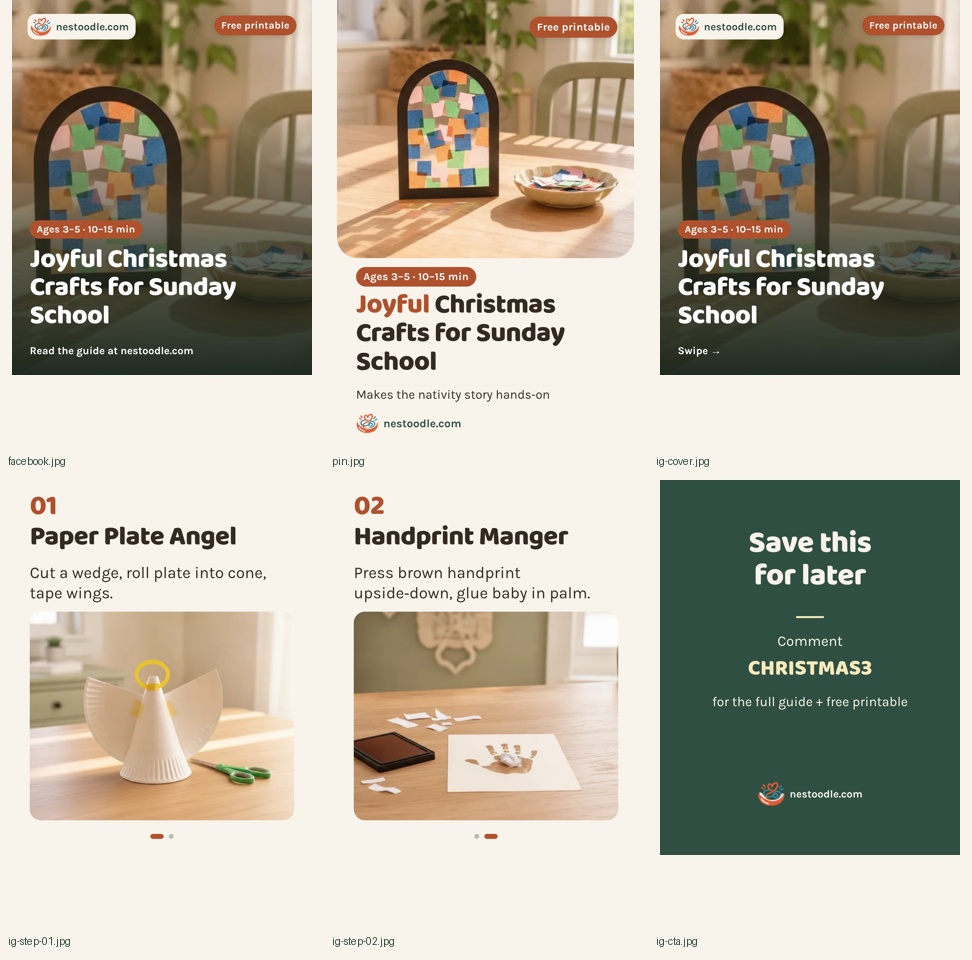 nestoodle.com
Free printable
Ages 3–5 · 10–15 min
Joyful Christmas
Crafts for Sunday
School
Read the guide at nestoodle.com
facebook.jpg
Free printable
Ages 3–5 · 10–15 min
Joyful Christmas
Crafts for Sunday
School
Makes the nativity story hands-on
nestoodle.com
pin.jpg
nestoodle.com
Free printable
Ages 3–5 · 10–15 min
Joyful Christmas
Crafts for Sunday
School
Swipe →
ig-cover.jpg
01
Paper Plate Angel
Cut a wedge, roll plate into cone,
tape wings.
ig-step-01.jpg
02
Handprint Manger
Press brown handprint
upside-down, glue baby in palm.
ig-step-02.jpg
Save this
for later
Comment
CHRISTMAS3
for the full guide + free printable
nestoodle.com
ig-cta.jpg